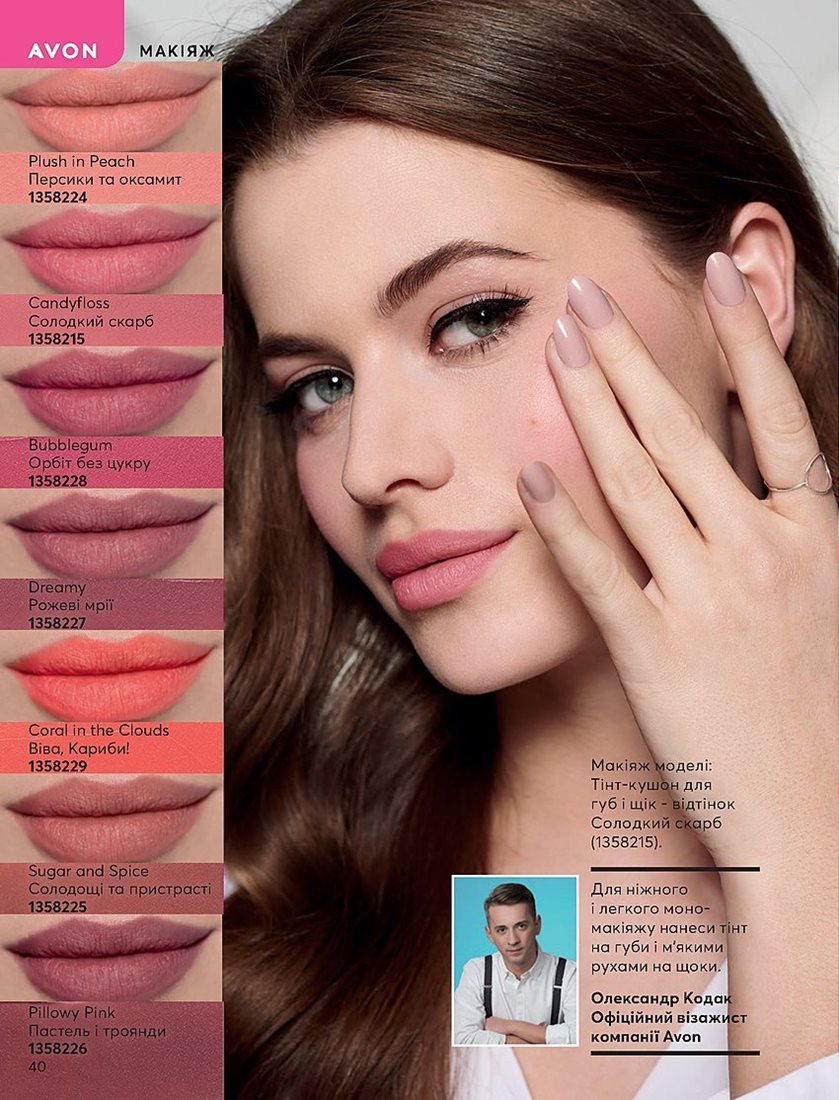 AVON
МАКІЯЖ
Plush in Peach
Персики та оксамит
1358224
Candyfloss
Солодкий скарб
1358215
Bubblegum
Орбіт без цукру
1358228
Dreamy
Рожеві мрії
1358227
Coral in the Clouds
Віва, Кариби!
1358229
Sugar and Spice
Солодощі та пристрасті
1358225
Pillowy Pink
Пастель і троянди
1358226
40
Макіяж моделі:
Тінт-кушон для
губ і щік - відтінок
Солодкий скарб
(1358215).
Для ніжного
і легкого моно-
макіяжу нанеси тінт
на губи і м'якими
рухами на щоки.
Олександр Кодак
Офіційний візажист
компанії Avon